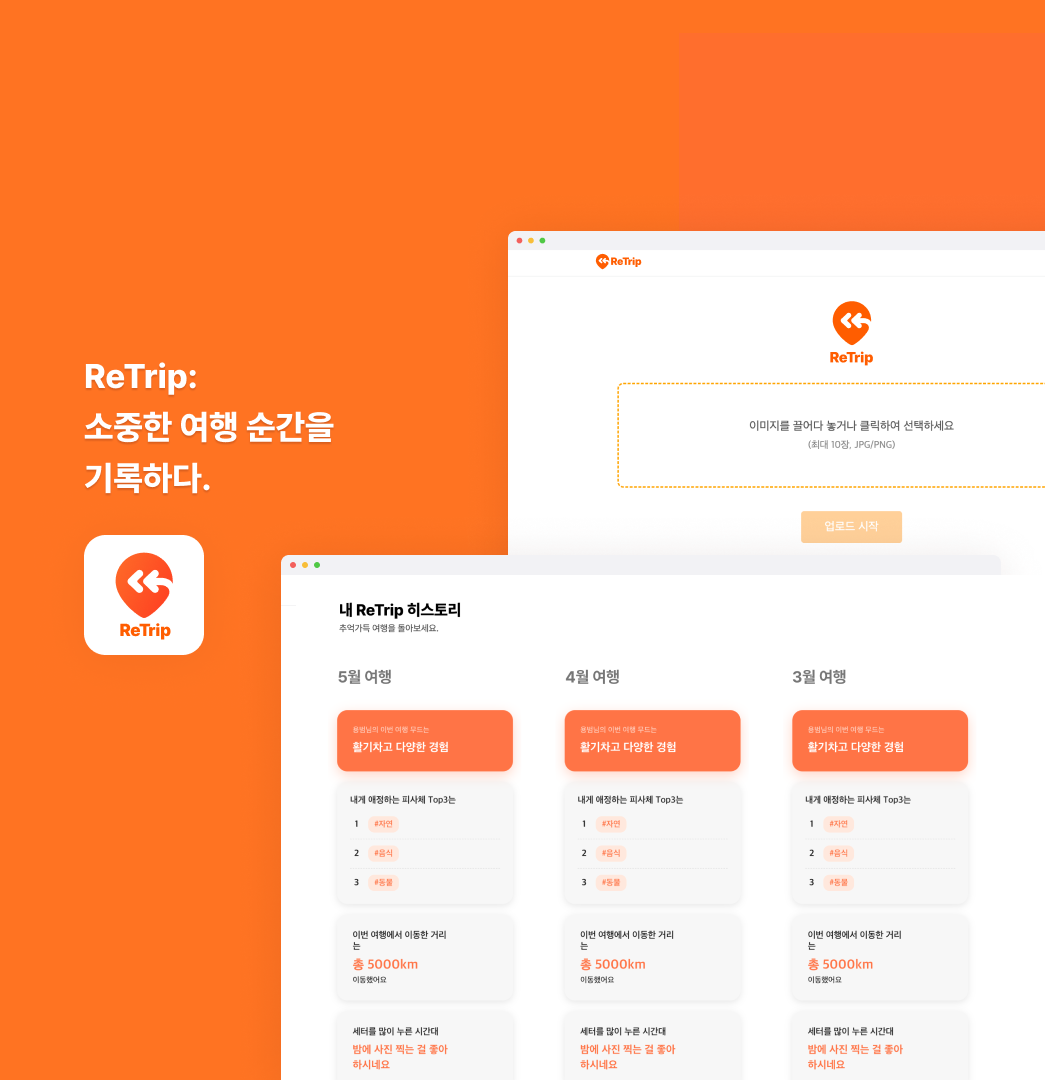 ReTrip:
소중한 여행 순간을
기록하다.
ReTrip
ReTrip
ReTrip
이미지를 끌어다 놓거나 클릭하여 선택하세요
(최대 10장, JPG/PNG)
업로드 시작
내 ReTrip 히스토리
추억가득 여행을 돌아보세요.
5월 여행
용범님의 이번 여행 무드는
활기차고 다양한 경험
내게 애정하는 피사체 Top3는
1 #자연
2 #음식
3 #동물
이번 여행에서 이동한 거리
는
총 5000km
이동했어요
세터를 많이 누른 시간대
밤에 사진 찍는 걸 좋아
하시네요
4월 여행
용범님의 이번 여행 무드는
활기차고 다양한 경험
내게 애정하는 피사체 Top3는
1 #자연
2 #음식
3 #동물
이번 여행에서 이동한 거리
는
총 5000km
이동했어요
세터를 많이 누른 시간대
밤에 사진 찍는 걸 좋아
하시네요
3월 여행
용범님의 이번 여행 무드는
활기차고 다양한 경험
내게 애정하는 피사체 Top3는
1 #자연
2 #음식
3 #동물
이번 여행에서 이동한 거리
는
총 5000km
이동했어요
세터를 많이 누른 시간대
밤에 사진 찍는 걸 좋아
하시네요